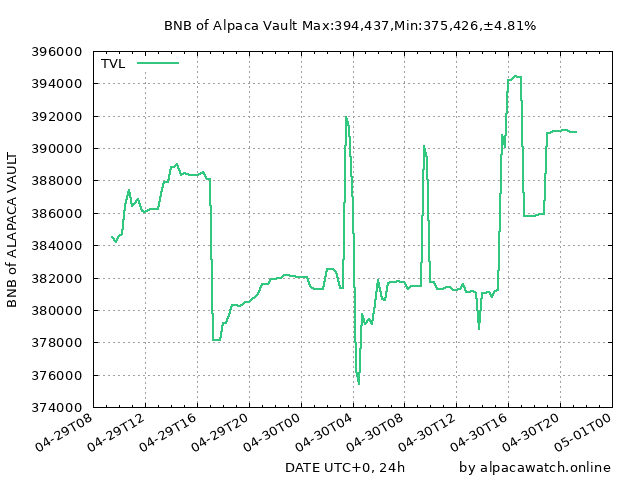 BNB of Alpaca Vault Max:394,437,Min:375,426,±4.81%
396000
394000
392000
390000
388000
386000
384000
382000
380000
378000
376000
374000
TVL
BNB of ALAPACA VAULT
04-29T08
04-29T12
04-29T16
04-29T20
04-30T00
04-30T04
04-30T08
04-30T12
04-30T16
04-30T20
05-01T00
DATE UTC+0, 24h
by alpacawatch.online